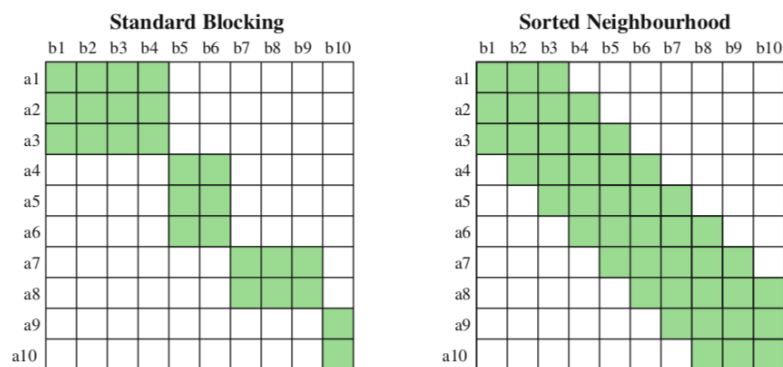 Standard Blocking
b1 b2 b3 b4 b5 b6 b7 b8 b9 b10
a1
a2
a3
a4
a5
a6
a7
a8
a9
a10
Sorted Neighbourhood
b1 b2 b3 b4 b5 b6 b7 b8 b9 b10
a1
a2
a3
a4
a5
a6
a7
a8
a9
a10